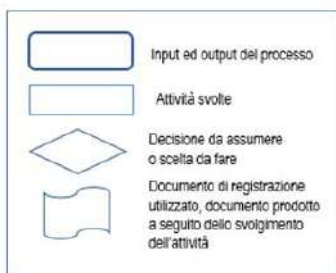 Input ed output del processo
Attività svolte
Decisione da assumere
o scelta da fare
Documento di registrazione
utilizzato, documento prodotto
a seguito dello svolgimento
dell'attività